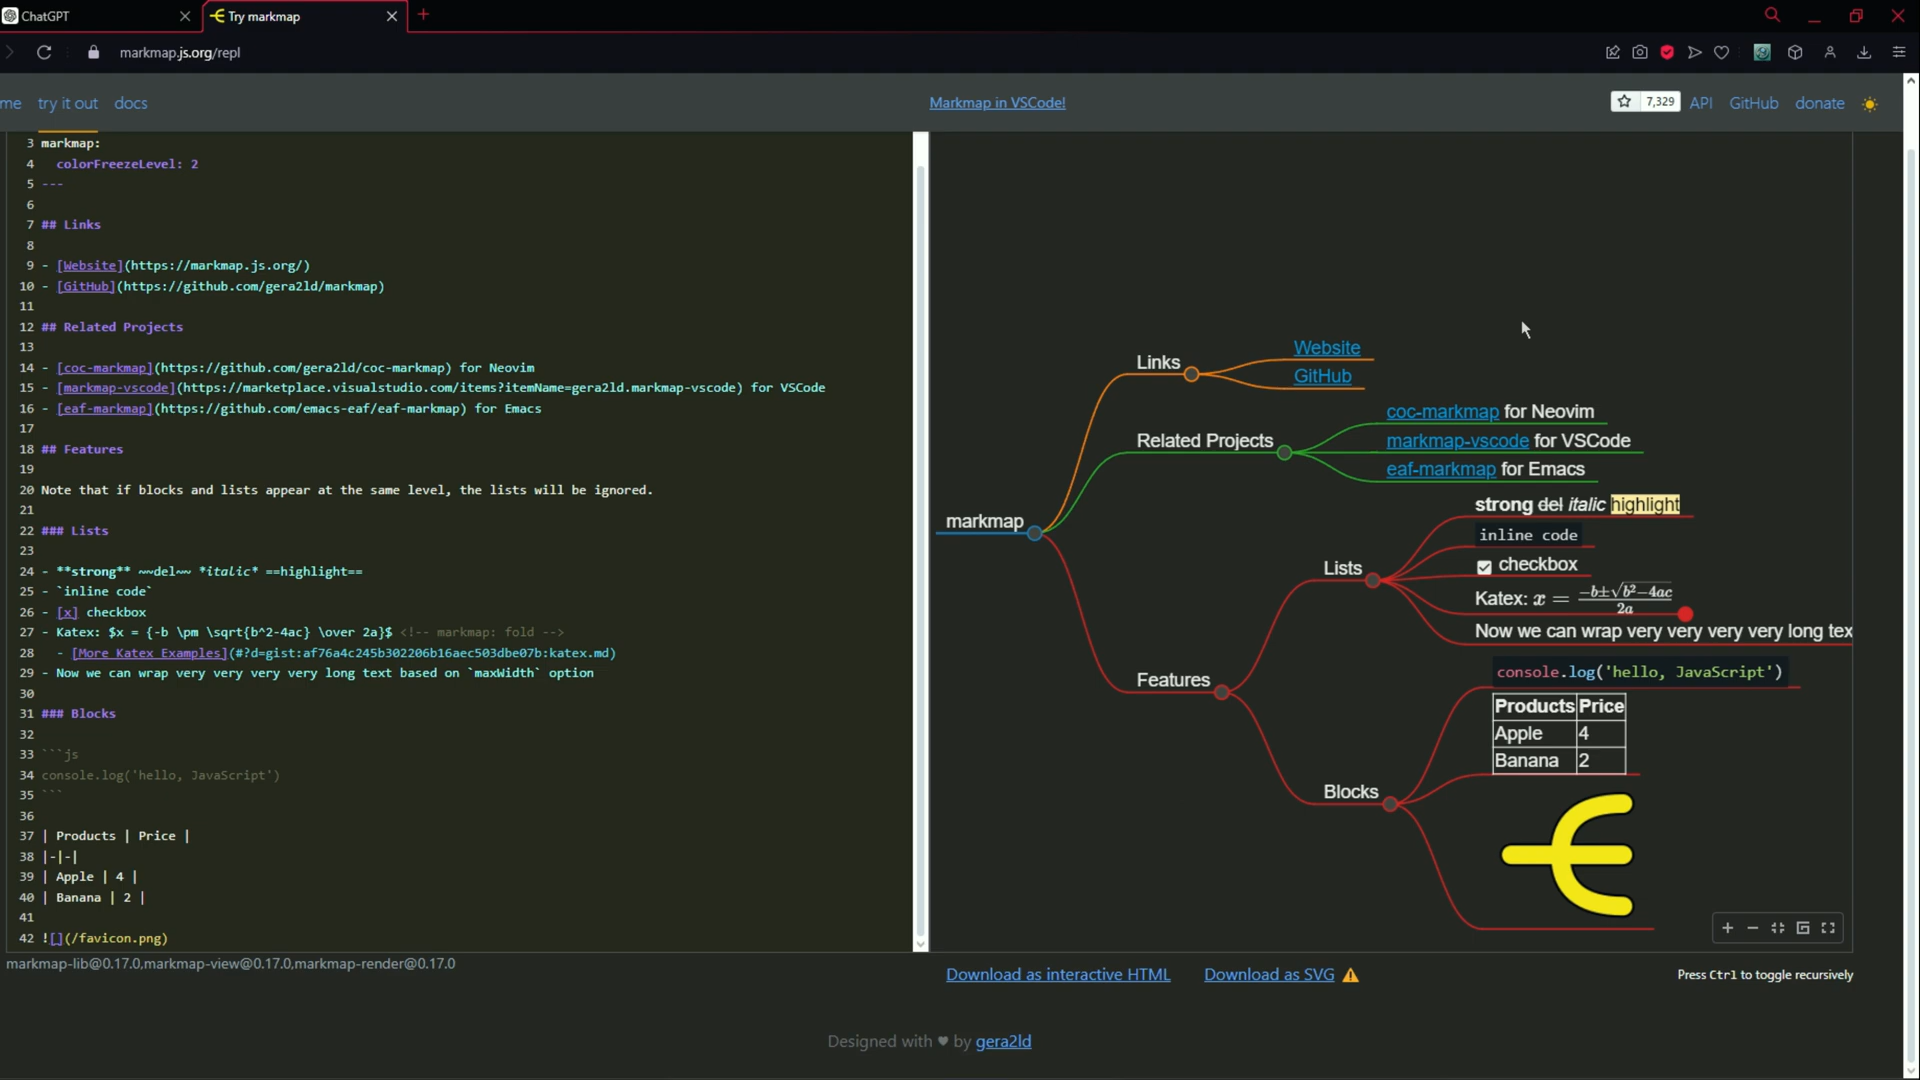 ChatGPT
Try markmap
markmap.js.org/repl
me try it out docs
Markmap in VSCode!
7,329 API GitHub donate
3 markmap:
4 colorFreezeLevel: 2
5 ---
6
7 ## Links
8
9 - [Website](https://markmap.js.org/)
10 - [GitHub](https://github.com/gera2ld/markmap)
11
12 ## Related Projects
13
14 - [coc-markmap](https://github.com/gera2ld/coc-markmap) for Neovim
15 - [markmap-vscode](https://marketplace.visualstudio.com/items?itemName=gera2ld.markmap-vscode) for VSCode
16 - [eaf-markmap](https://github.com/emacs-eaf/eaf-markmap) for Emacs
17
18 ## Features
19
20 Note that if blocks and lists appear at the same level, the lists will be ignored.
21
22 ### Lists
23
24 - **strong** ~~del~~ *italic* ==highlight==
25 - `inline code`
26 - [x] checkbox
27 - Katex: $x = {-b \pm \sqrt{b^2-4ac} \over 2a}$ <!-- markmap: fold -->
28 - [More Katex Examples](#?d=gist:af76a4c245b302206b16aec503dbe07b:katex.md)
29 - Now we can wrap very very very very long text based on `maxWidth` option
30
31 ### Blocks
32
33 ```js
34 console.log('hello, JavaScript')
35 ```
36
37 | Products | Price |
38 |-|-|
39 | Apple | 4 |
40 | Banana | 2 |
41
42 ![](/favicon.png)
markmap-lib@0.17.0,markmap-view@0.17.0,markmap-render@0.17.0
markmap
Links
Website
GitHub
Related Projects
coc-markmap for Neovim
markmap-vscode for VSCode
eaf-markmap for Emacs
Features
Lists
strong del italic highlight
inline code
checkbox
Katex: x = −b±√b²−4ac / 2a
Now we can wrap very very very very long tex
Blocks
console.log('hello, JavaScript')
Products Price
Apple 4
Banana 2
Download as interactive HTML Download as SVG
Press Ctrl to toggle recursively
Designed with ♥ by gera2ld